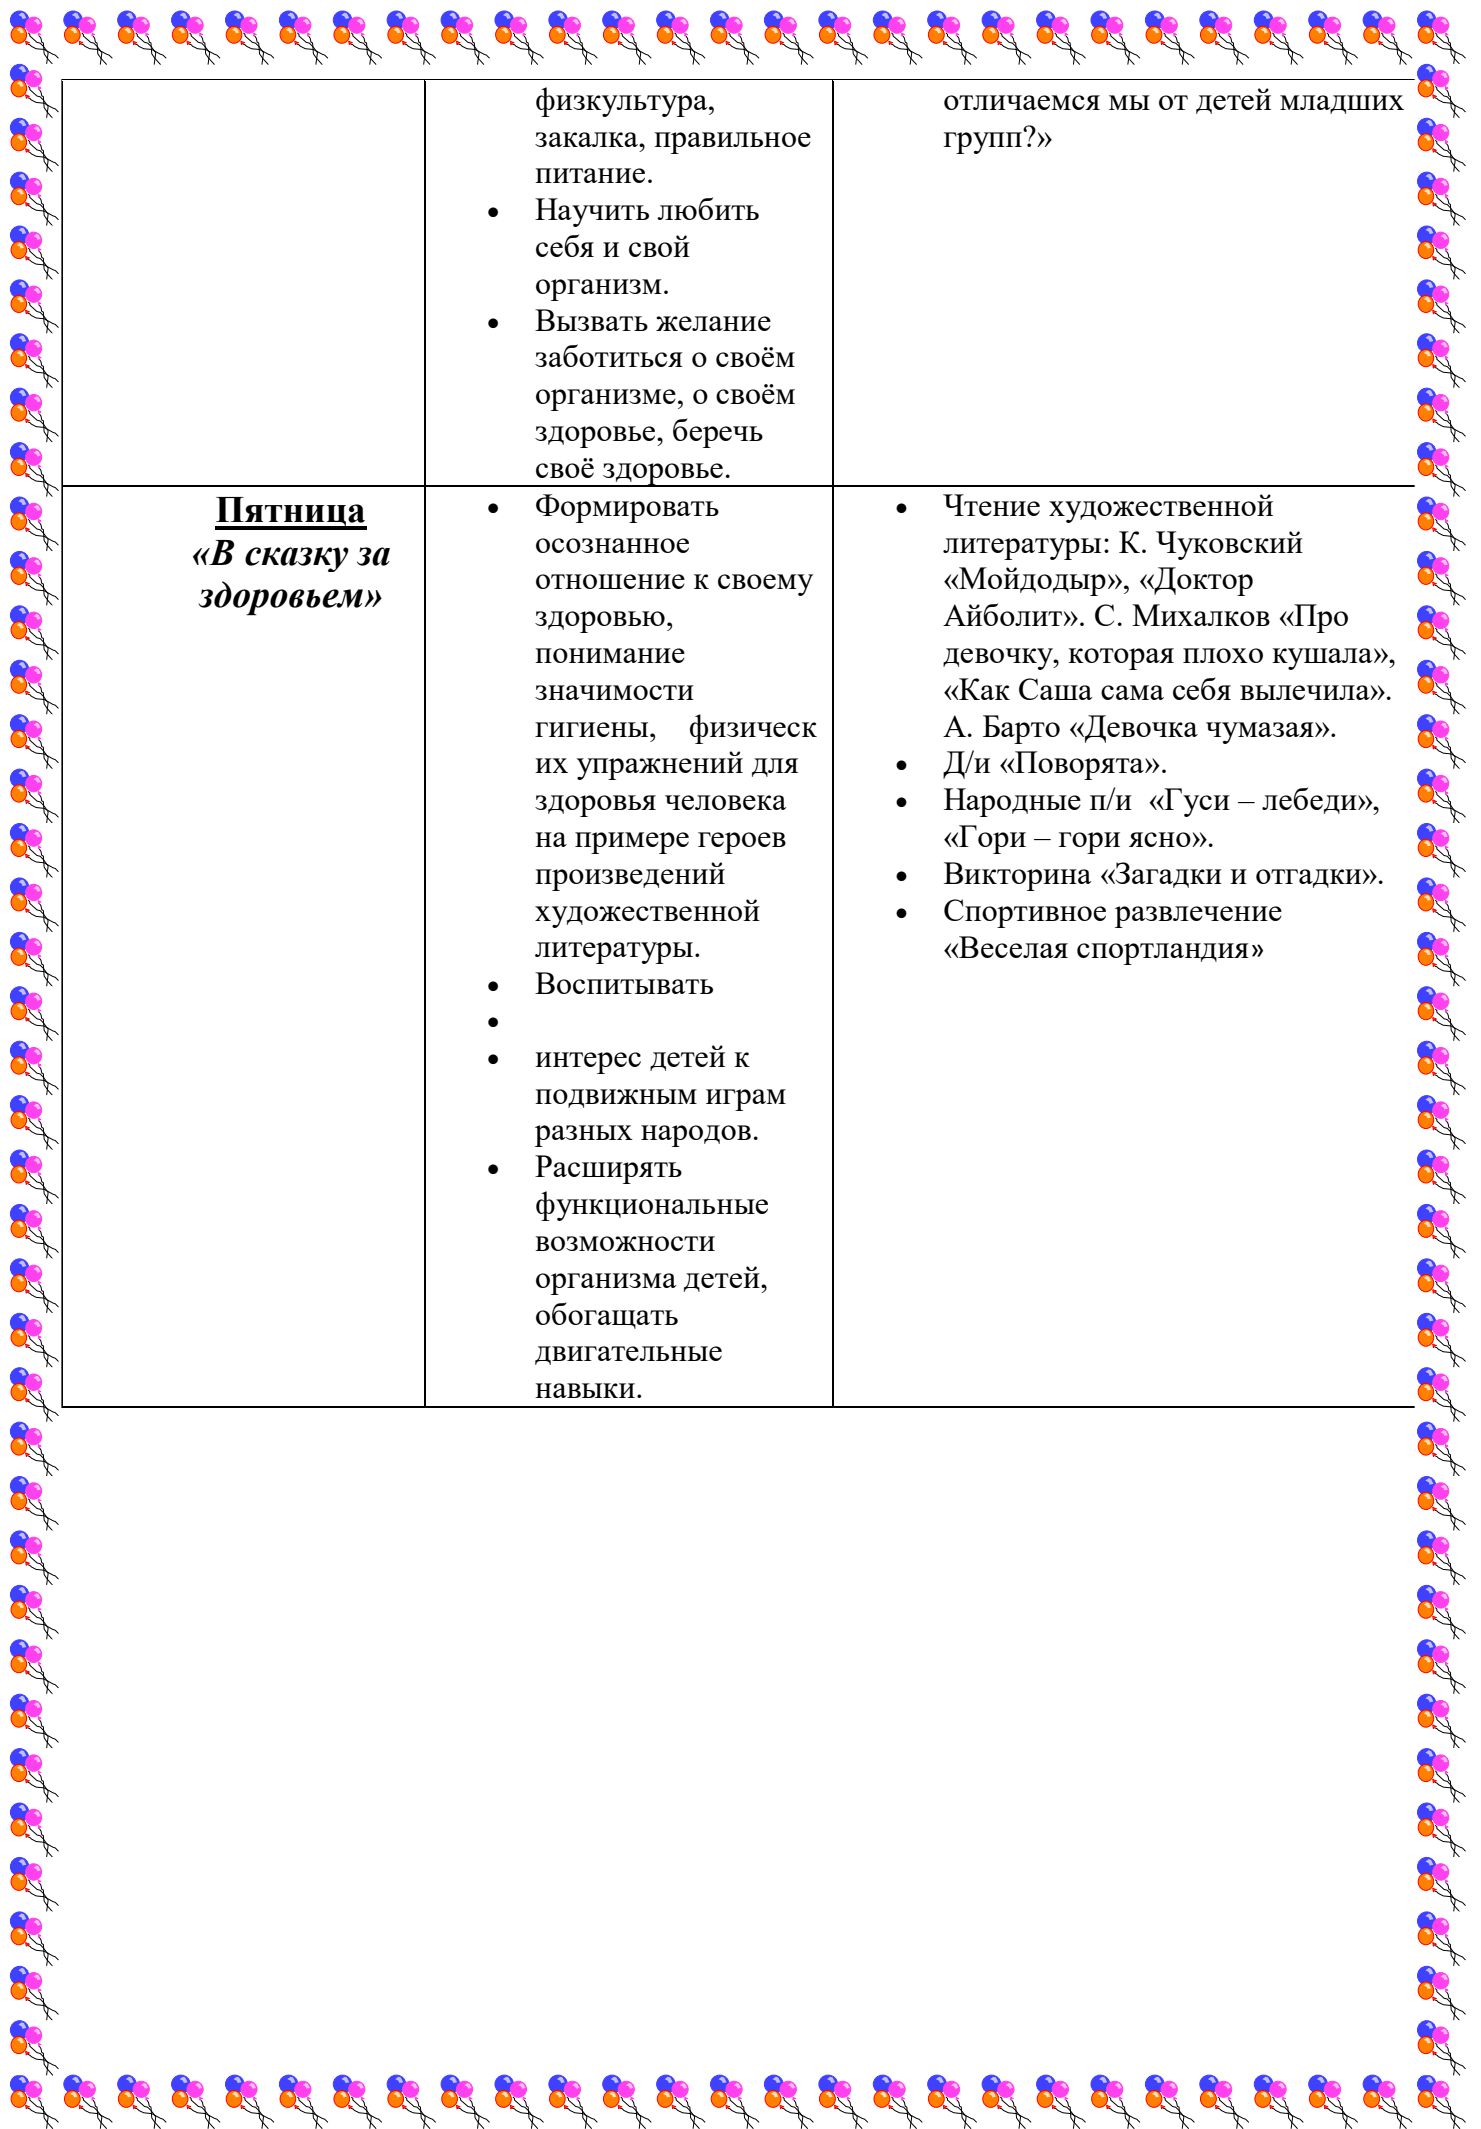 физкультура,
закалка, правильное
питание.
• Научить любить
себя и свой
организм.
• Вызвать желание
заботиться о своём
организме, о своём
здоровье, беречь
своё здоровье.
отличаемся мы от детей младших
групп?»
Пятница
«В сказку за
здоровьем»
• Формировать
осознанное
отношение к своему
здоровью,
понимание
значимости
гигиены, физическ
их упражнений для
здоровья человека
на примере героев
произведений
художественной
литературы.
• Воспитывать
•
• интерес детей к
подвижным играм
разных народов.
• Расширять
функциональные
возможности
организма детей,
обогащать
двигательные
навыки.
• Чтение художественной
литературы: К. Чуковский
«Мойдодыр», «Доктор
Айболит». С. Михалков «Про
девочку, которая плохо кушала»,
«Как Саша сама себя вылечила».
А. Барто «Девочка чумазая».
• Д/и «Поворята».
• Народные п/и «Гуси – лебеди»,
«Гори – гори ясно».
• Викторина «Загадки и отгадки».
• Спортивное развлечение
«Веселая спортландия»